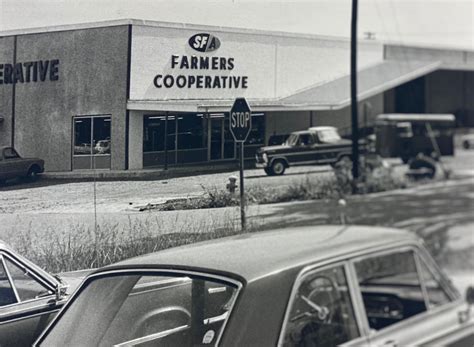 SFA
FARMERS
COOPERATIVE
ERATIVE
STOP